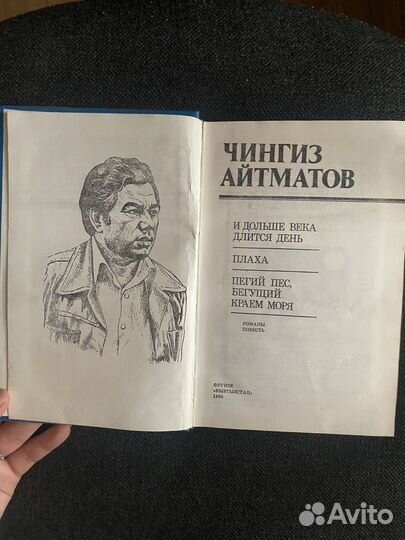 ЧИНГИЗ
АЙТМАТОВ
И ДОЛЬШЕ ВЕКА
ДЛИТСЯ ДЕНЬ
ПЛАХА
ПЕГИЙ ПЕС,
БЕГУЩИЙ
КРАЕМ МОРЯ
РОМАНЫ
ПОВЕСТЬ
ФРУНЗЕ
«КЫРГЫЗСТАН»
Avito